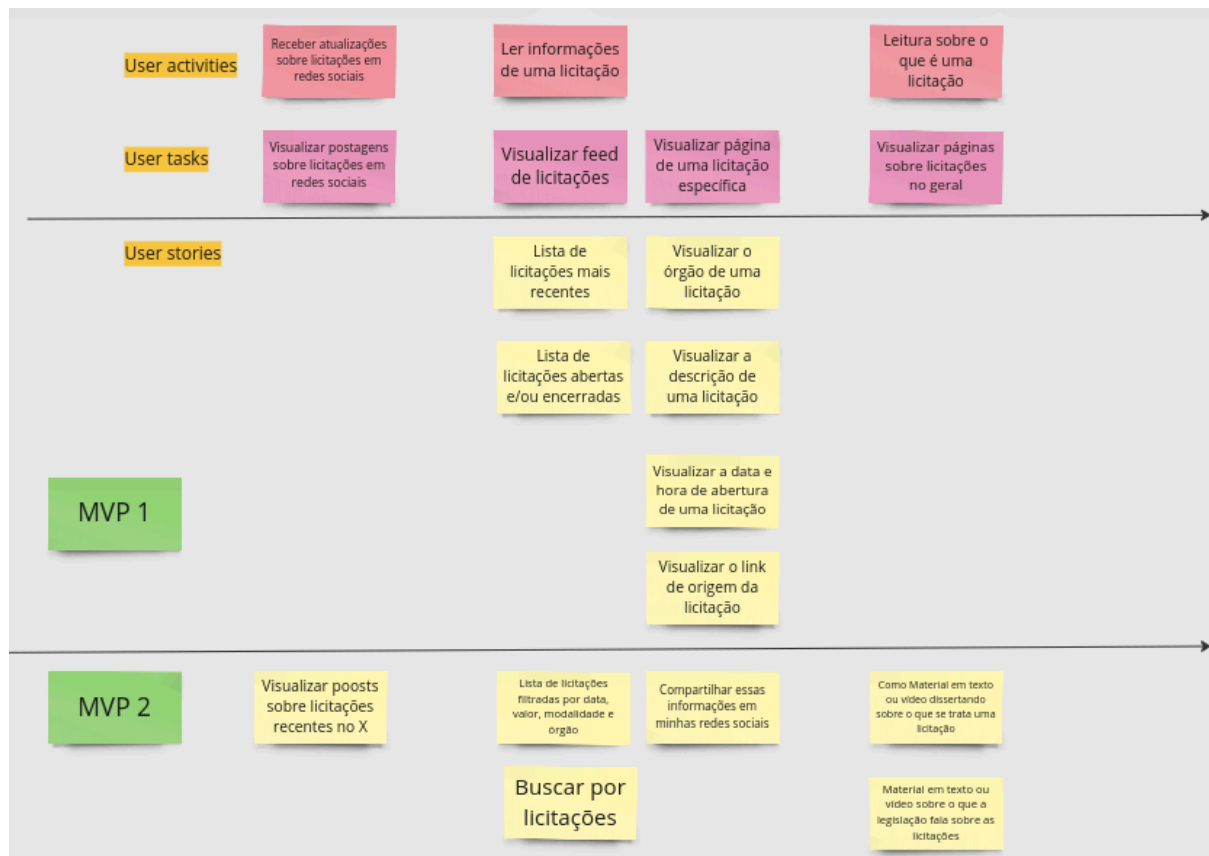 User activities
Receber atualizações
sobre licitações em
redes sociais
Ler informações
de uma licitação
Leitura sobre o
que é uma
licitação
User tasks
Visualizar postagens
sobre licitações em
redes sociais
Visualizar feed
de licitações
Visualizar página
de uma licitação
específica
Visualizar páginas
sobre licitações
no geral
User stories
Lista de
licitações mais
recentes
Visualizar o
órgão de uma
licitação
Lista de
licitações abertas
e/ou encerradas
Visualizar a
descrição de
uma licitação
MVP 1
Visualizar a data e
hora de abertura
de uma licitação
Visualizar o link
de origem da
licitação
MVP 2
Visualizar poosts
sobre licitações
recentes no X
Lista de licitações
filtradas por data,
valor, modalidade e
órgão
Compartilhar essas
informações em
minhas redes sociais
Como Material em texto
ou vídeo dissertando
sobre o que se trata uma
licitação
Buscar por
licitações
Material em texto ou
vídeo sobre o que a
legislação fala sobre as
licitações